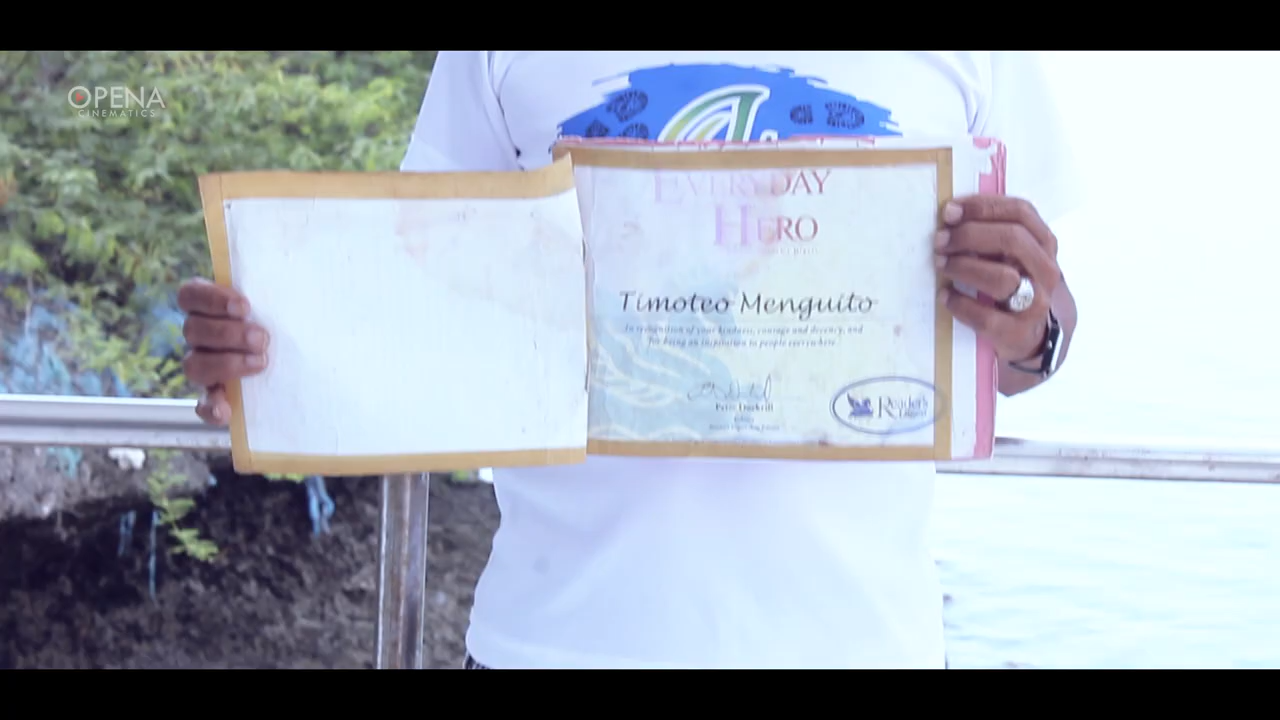 OPENA
CINEMATICS
EVERYDAY
HERO
Timoteo Menguito
In recognition of your kindness, courage and decency, and
for being an inspiration to people everywhere
Reader's
Digest